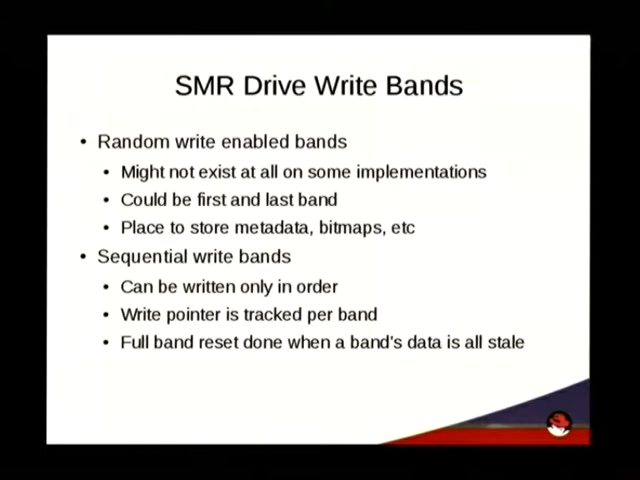 SMR Drive Write Bands
• Random write enabled bands
• Might not exist at all on some implementations
• Could be first and last band
• Place to store metadata, bitmaps, etc
• Sequential write bands
• Can be written only in order
• Write pointer is tracked per band
• Full band reset done when a band's data is all stale